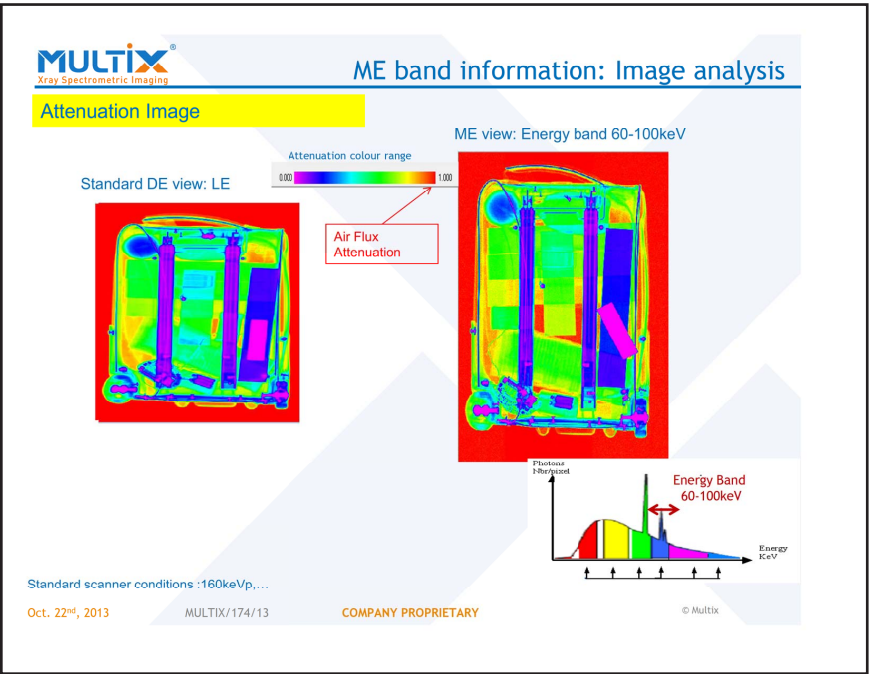 MULTIX®
Xray Spectrometric Imaging
ME band information: Image analysis
Attenuation Image
ME view: Energy band 60-100keV
Attenuation colour range
Standard DE view: LE
0.000
1.000
Air Flux
Attenuation
Photons
Nbr/pixel
Energy Band
60-100keV
Energy
KeV
Standard scanner conditions :160keVp,...
Oct. 22nd, 2013
MULTIX/174/13
COMPANY PROPRIETARY
© Multix